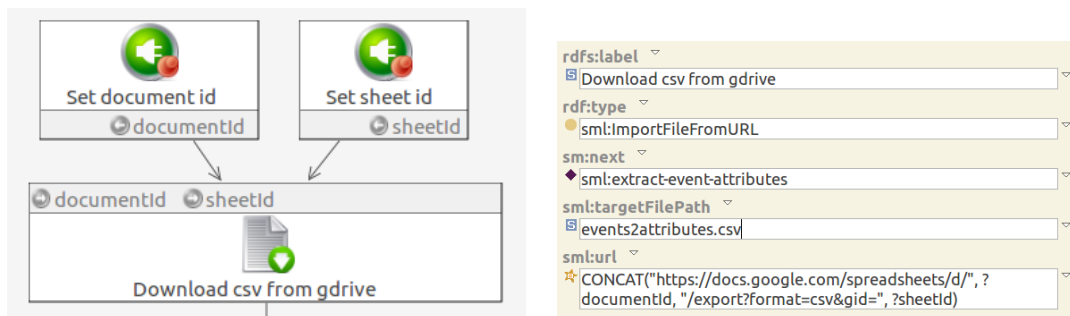 Set document id
Set sheet id
documentId
sheetId
documentId
sheetId
Download csv from gdrive
rdfs:label
Download csv from gdrive
rdf:type
sml:ImportFileFromURL
sm:next
sml:extract-event-attributes
sml:targetFilePath
events2attributes.csv
sml:url
CONCAT("https://docs.google.com/spreadsheets/d/", ?
documentId, "/export?format=csv&gid=", ?sheetId)